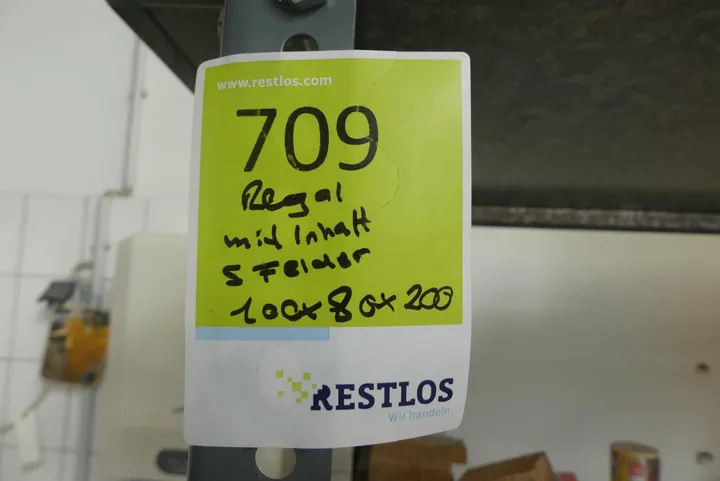 www.restlos.com
709
Regal
mit Inhalt
5 Felder
100x80x200
RESTLOS
Wir handeln.